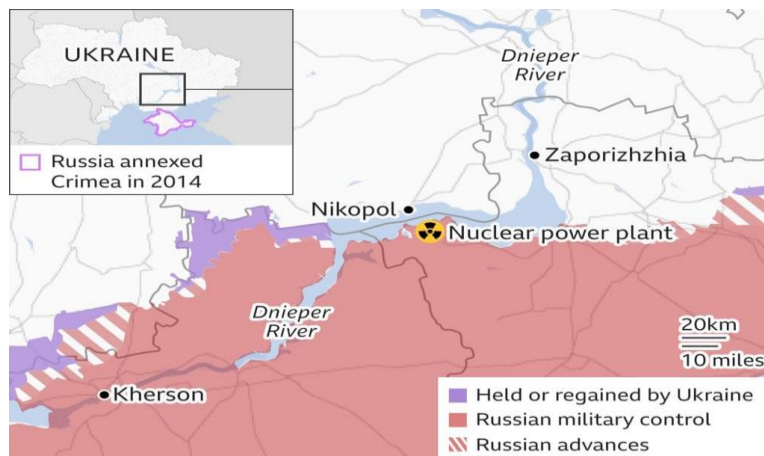 UKRAINE
Russia annexed
Crimea in 2014
Dnieper
River
Zaporizhzhia
Nikopol
Nuclear power plant
Dnieper
River
Kherson
20km
10 miles
Held or regained by Ukraine
Russian military control
Russian advances